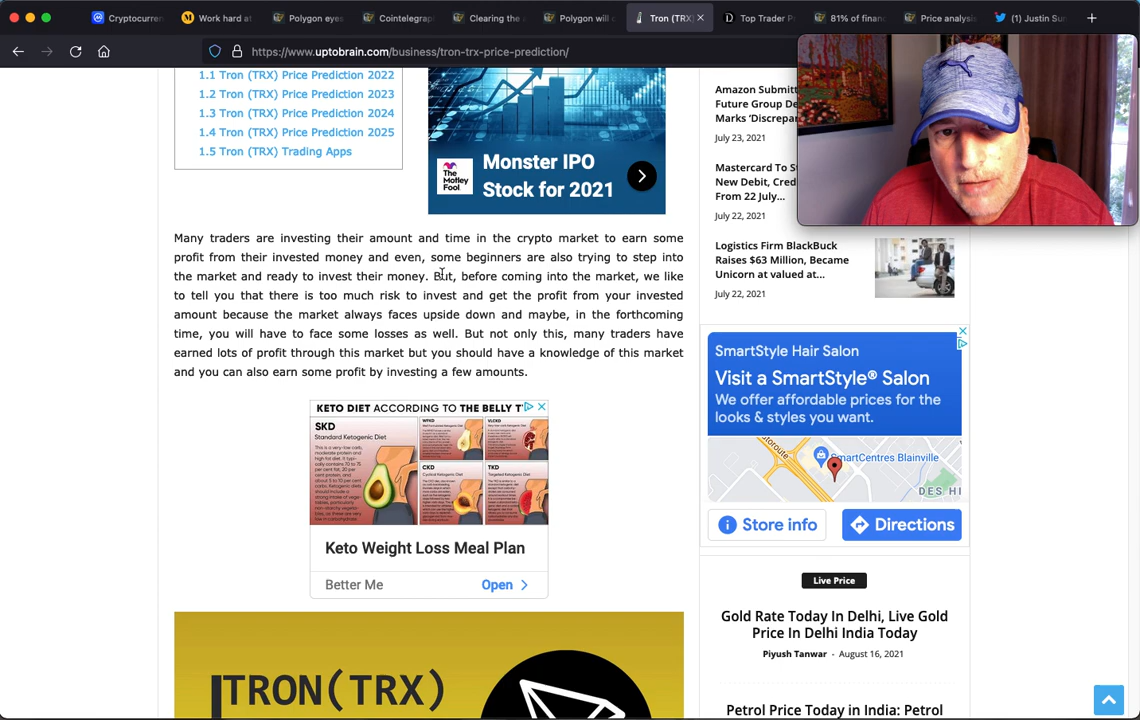 Cryptocurren
Work hard at
Polygon eyes
Cointelegrap
Clearing the
Polygon will
Tron (TRX)
Top Trader P
81% of financ
Price analysi
(1) Justin Su
https://www.uptobrain.com/business/tron-trx-price-prediction/
1.1 Tron (TRX) Price Prediction 2022
1.2 Tron (TRX) Price Prediction 2023
1.3 Tron (TRX) Price Prediction 2024
1.4 Tron (TRX) Price Prediction 2025
1.5 Tron (TRX) Trading Apps
The
Motley
Fool
Monster IPO
Stock for 2021
Many traders are investing their amount and time in the crypto market to earn some
profit from their invested money and even, some beginners are also trying to step into
the market and ready to invest their money. But, before coming into the market, we like
to tell you that there is too much risk to invest and get the profit from your invested
amount because the market always faces upside down and maybe, in the forthcoming
time, you will have to face some losses as well. But not only this, many traders have
earned lots of profit through this market but you should have a knowledge of this market
and you can also earn some profit by investing a few amounts.
KETO DIET ACCORDING TO THE BELLY T
SKD
Standard Ketogenic Diet
CKD
TKD
Keto Weight Loss Meal Plan
Better Me
Open
TRON(TRX)
Amazon Submitt
Future Group De
Marks ‘Discrepan
July 23, 2021
Mastercard To S
New Debit, Cred
From 22 July...
July 22, 2021
Logistics Firm BlackBuck
Raises $63 Million, Became
Unicorn at valued at...
July 22, 2021
SmartStyle Hair Salon
Visit a SmartStyle® Salon
We offer affordable prices for the
looks & styles you want.
toroute
SmartCentres Blainville
DES HI
Store info
Directions
Live Price
Gold Rate Today In Delhi, Live Gold
Price In Delhi India Today
Piyush Tanwar - August 16, 2021
Petrol Price Today in India: Petrol